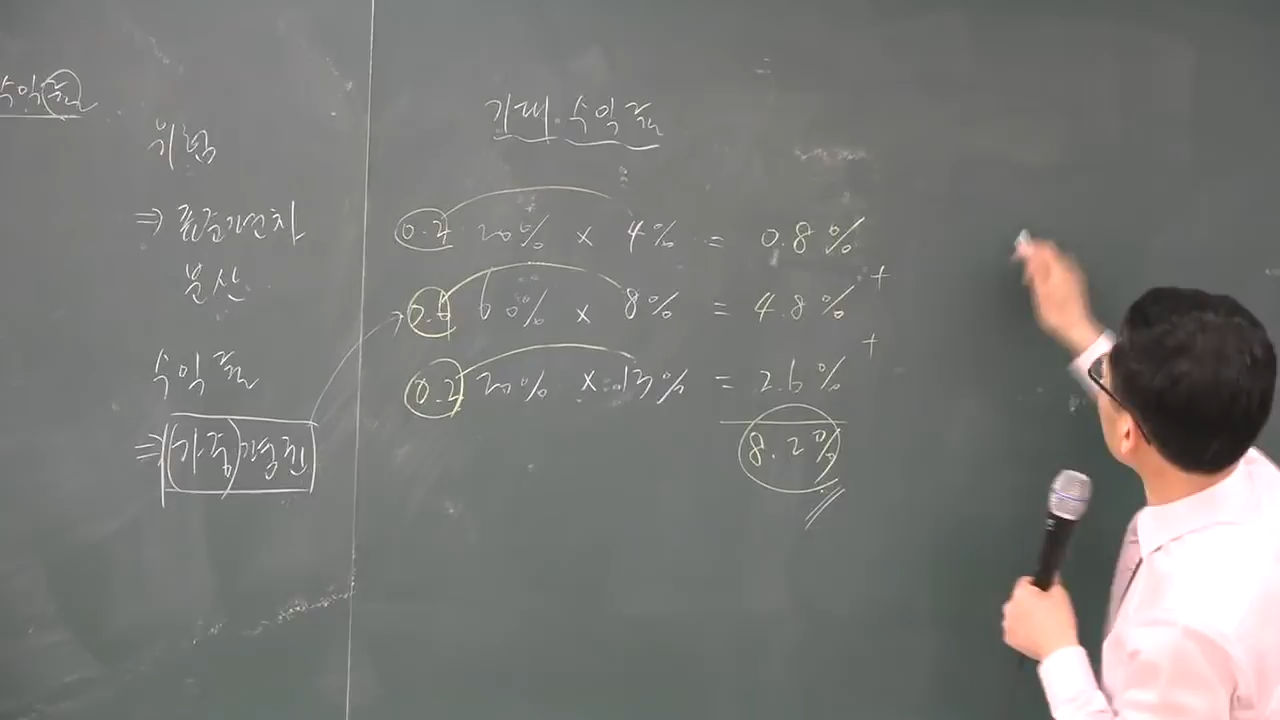 수익률
위험
⇒ 표준편차
분산
수익률
⇒ (가중)평균
기대수익률
0.2 20% × 4% = 0.8%
+
0.6 60% × 8% = 4.8%
+
0.2 20% × 13% = 2.6%
8.2%